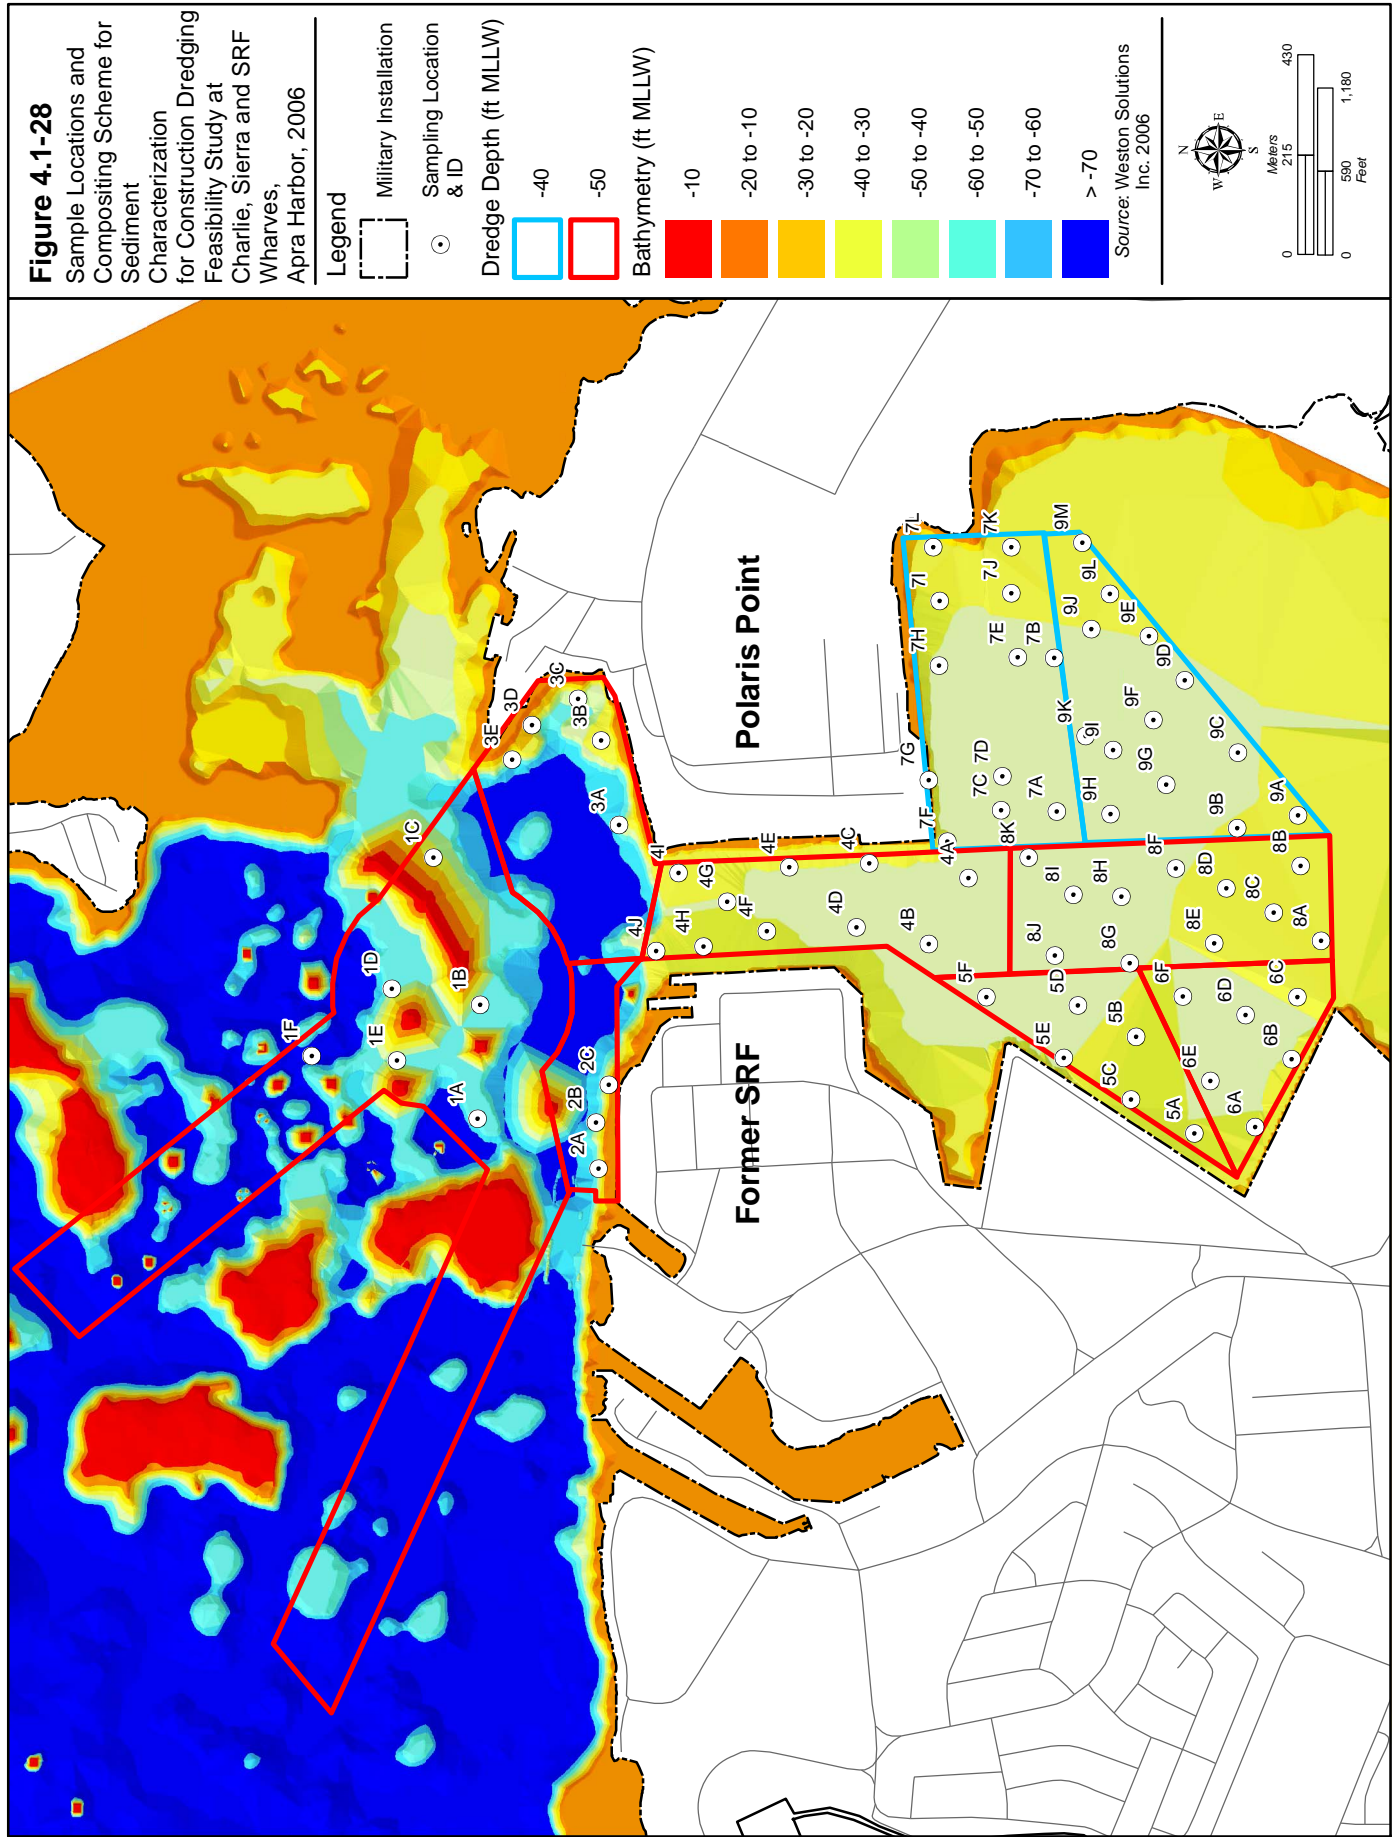 Figure 4.1-28
Sample Locations and
Compositing Scheme for
Sediment
Characterization
for Construction Dredging
Feasibility Study at
Charlie, Sierra and SRF
Wharves,
Apra Harbor, 2006
Legend
Military Installation
Sampling Location
& ID
Dredge Depth (ft MLLW)
-40
-50
Bathymetry (ft MLLW)
-10
-20 to -10
-30 to -20
-40 to -30
-50 to -40
-60 to -50
-70 to -60
> -70
Source: Weston Solutions
Inc. 2006
N
W
E
S
Meters
0
215
430
0
590
1,180
Feet
1F
1D
1C
1E
1B
1A
3E
3D
3C
3B
3A
2A
2B
2C
4J
4I
4H
4G
4F
4E
4D
4C
4B
4A
Polaris Point
Former SRF
7L
7I
7H
7G
7F
7K
7J
7E
7B
7D
7C
7A
9M
9L
9J
9E
9D
9K
9I
9F
9H
9G
9C
9B
9A
8K
8I
8J
8H
8G
8F
8D
8E
8C
8B
8A
5F
5E
5D
5B
5C
5A
6F
6D
6C
6E
6B
6A